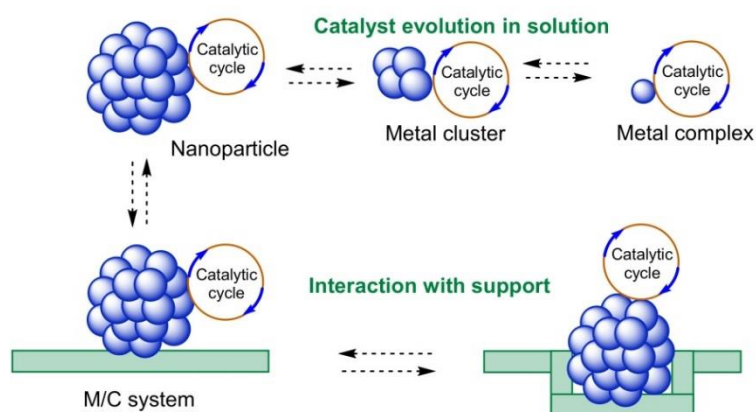 Catalyst evolution in solution
Catalytic
cycle
Catalytic
cycle
Catalytic
cycle
Nanoparticle
Metal cluster
Metal complex
Catalytic
cycle
Interaction with support
Catalytic
cycle
M/C system